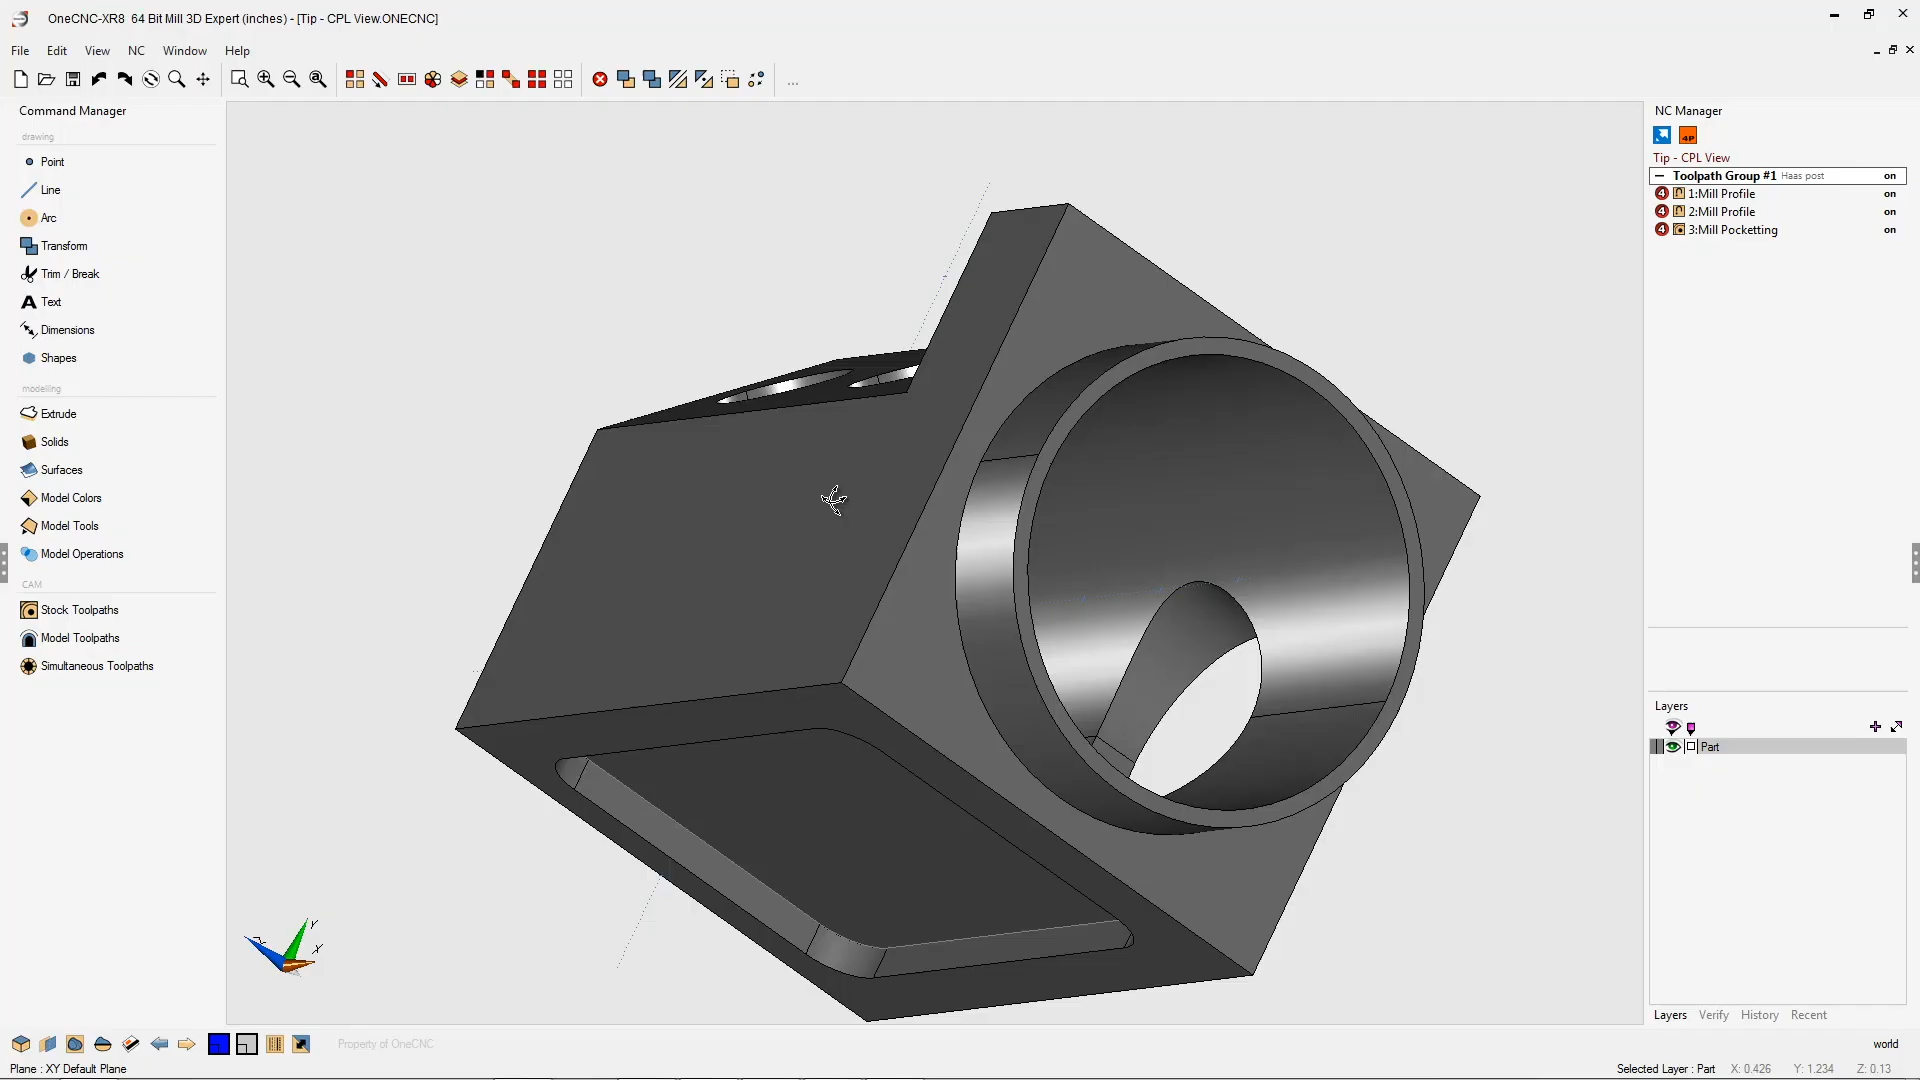 OneCNC-XR8 64 Bit Mill 3D Expert (inches) - [Tip - CPL View.ONECNC]
File Edit View NC Window Help
...
Command Manager
drawing
Point
Line
Arc
Transform
Trim / Break
Text
Dimensions
Shapes
modelling
Extrude
Solids
Surfaces
Model Colors
Model Tools
Model Operations
CAM
Stock Toolpaths
Model Toolpaths
Simultaneous Toolpaths
Y
X
Z
NC Manager
4P
Tip - CPL View
Toolpath Group #1 Haas post on
4 1:Mill Profile on
4 2:Mill Profile on
4 3:Mill Pocketting on
Layers
Part
Layers Verify History Recent
Property of OneCNC
world
Plane : XY Default Plane
Selected Layer : Part X: 0.426 Y: 1.234 Z: 0.13